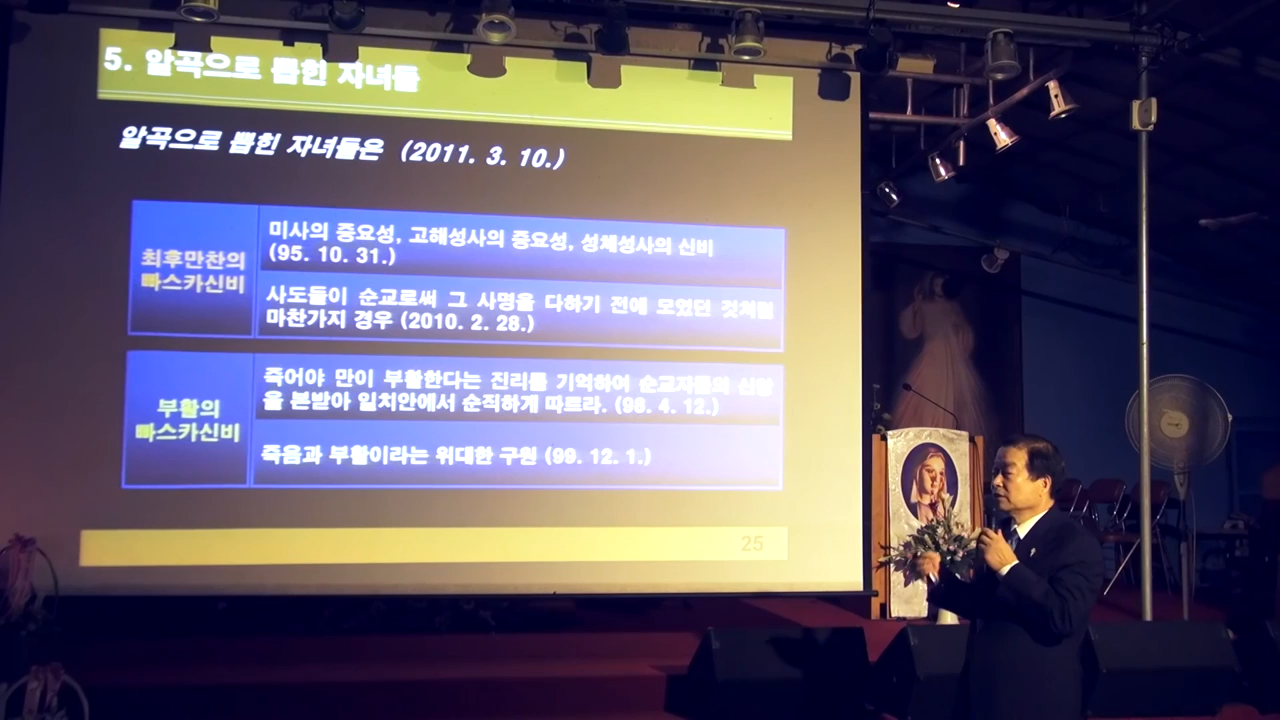 5. 알곡으로 뽑힌 자녀들
알곡으로 뽑힌 자녀들은 (2011. 3. 10.)
최후만찬의
빠스카신비
미사의 중요성, 고해성사의 중요성, 성체성사의 신비
(95. 10. 31.)
사도들이 순교로써 그 사명을 다하기 전에 모였던 것처럼
마찬가지 경우 (2010. 2. 28.)
부활의
빠스카신비
죽어야 만이 부활한다는 진리를 기억하여 순교자들의 신앙
을 본받아 일치안에서 순직하게 따르라. (98. 4. 12.)
죽음과 부활이라는 위대한 구원 (99. 12. 1.)
25